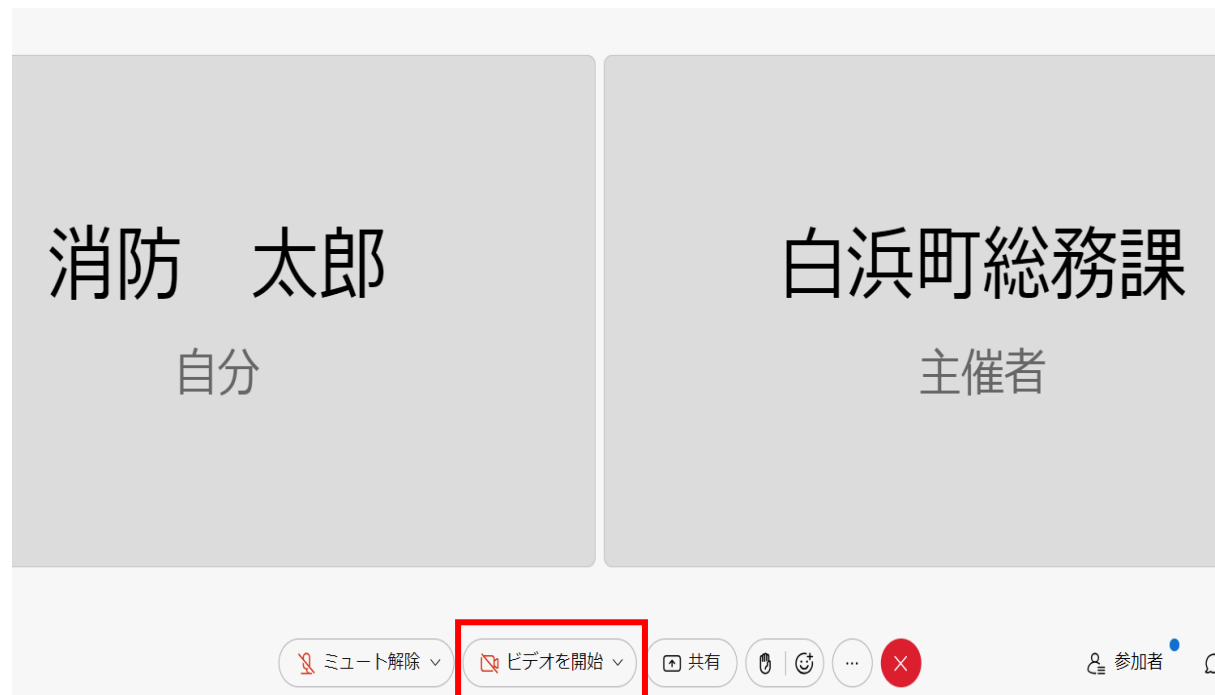 消防　太郎
自分
白浜町総務課
主催者
ミュート解除
ビデオを開始
共有
参加者